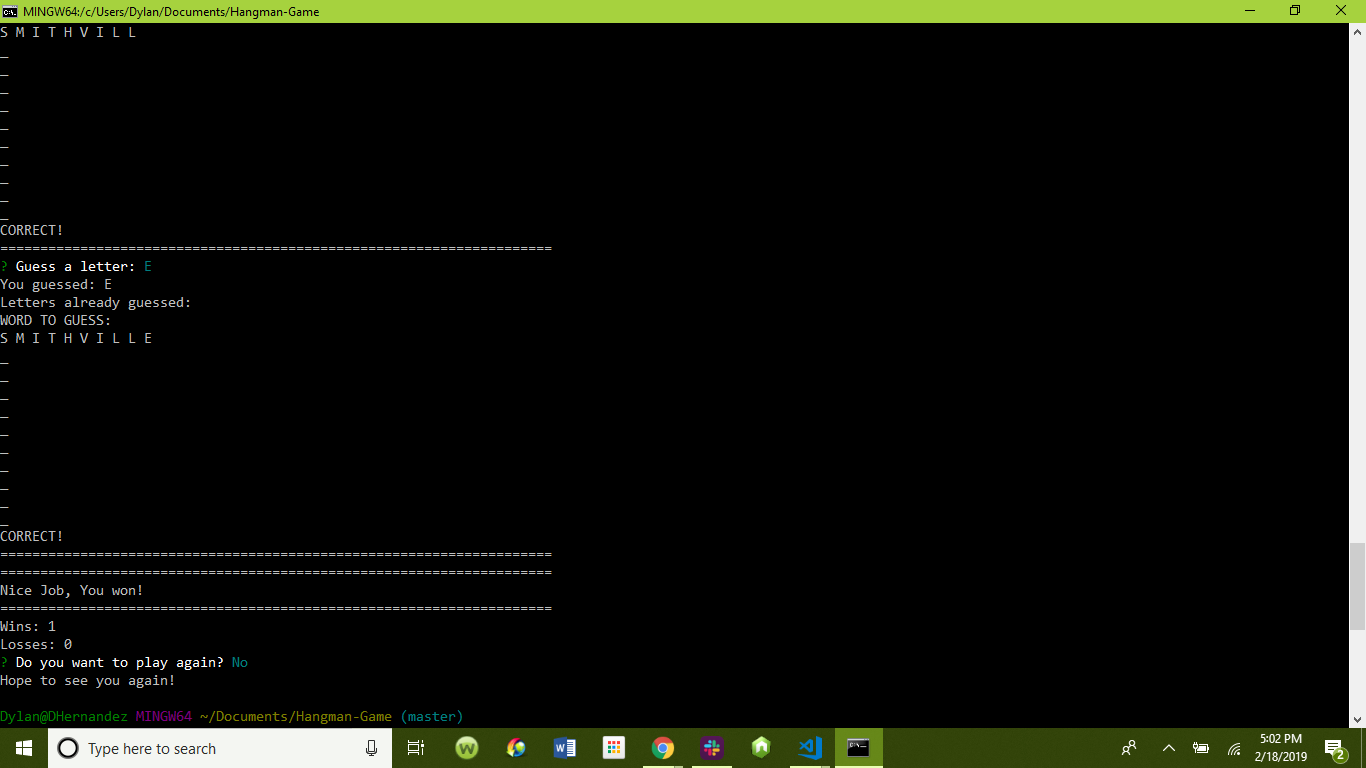 MINGW64:/c/Users/Dylan/Documents/Hangman-Game
S M I T H V I L L
_
_
_
_
_
_
_
_
_
_
CORRECT!
=====================================================================
? Guess a letter: E
You guessed: E
Letters already guessed:
WORD TO GUESS:
S M I T H V I L L E
_
_
_
_
_
_
_
_
_
_
CORRECT!
=====================================================================
=====================================================================
Nice Job, You won!
=====================================================================
Wins: 1
Losses: 0
? Do you want to play again? No
Hope to see you again!
Dylan@DHernandez MINGW64 ~/Documents/Hangman-Game (master)
Type here to search
5:02 PM
2/18/2019
2